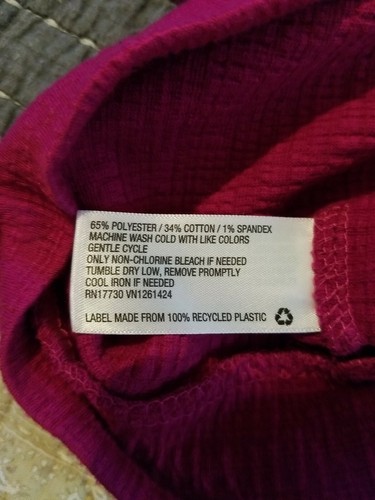 65% POLYESTER / 34% COTTON / 1% SPANDEX
MACHINE WASH COLD WITH LIKE COLORS
GENTLE CYCLE
ONLY NON-CHLORINE BLEACH IF NEEDED
TUMBLE DRY LOW, REMOVE PROMPTLY
COOL IRON IF NEEDED
RN17730 VN1261424
LABEL MADE FROM 100% RECYCLED PLASTIC